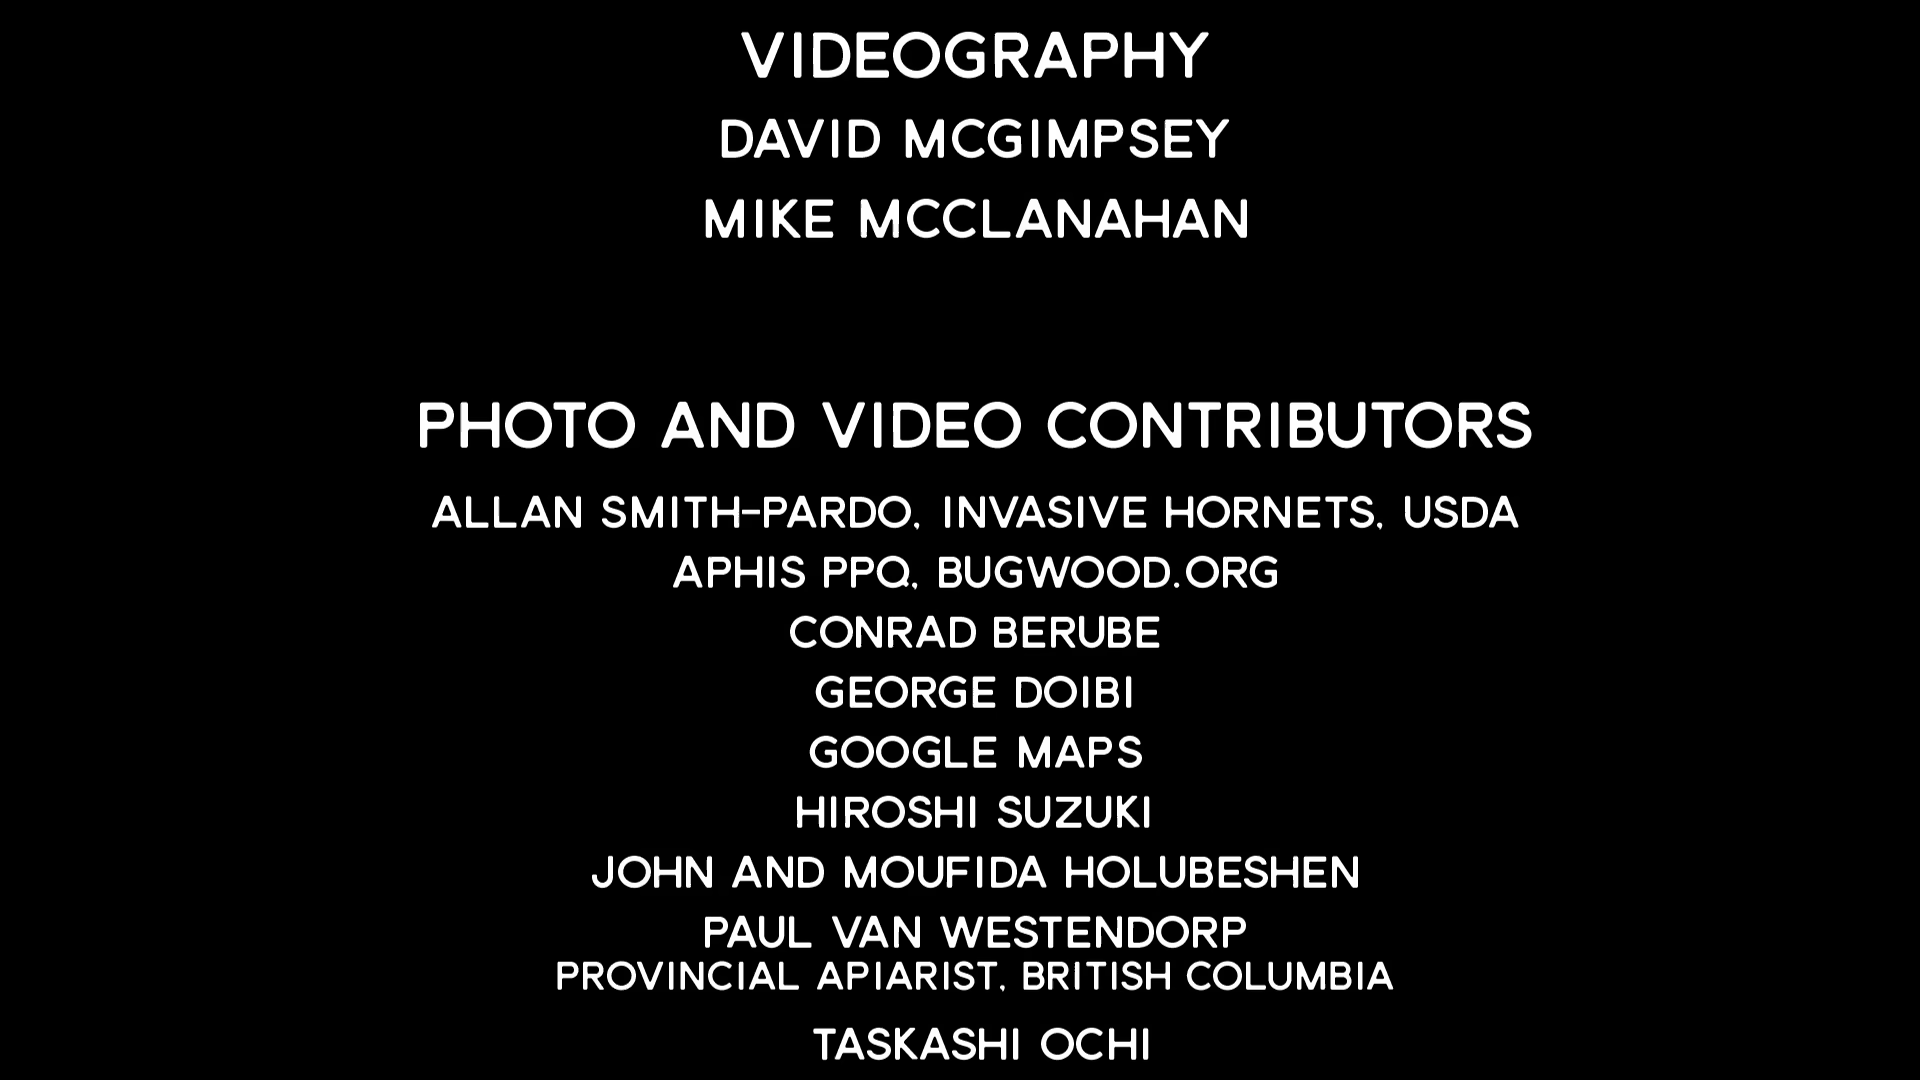 VIDEOGRAPHY
DAVID MCGIMPSEY
MIKE MCCLANAHAN
PHOTO AND VIDEO CONTRIBUTORS
ALLAN SMITH-PARDO, INVASIVE HORNETS, USDA
APHIS PPQ, BUGWOOD.ORG
CONRAD BERUBE
GEORGE DOIBI
GOOGLE MAPS
HIROSHI SUZUKI
JOHN AND MOUFIDA HOLUBESHEN
PAUL VAN WESTENDORP
PROVINCIAL APIARIST, BRITISH COLUMBIA
TASKASHI OCHI